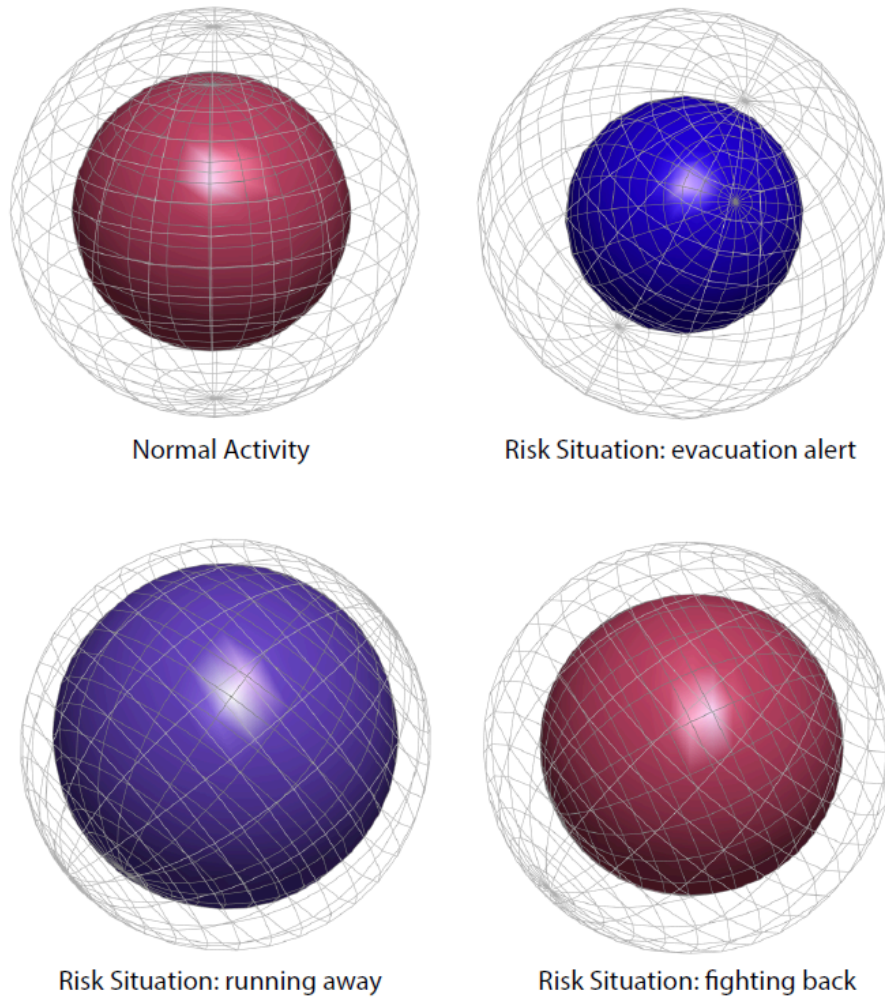 Normal Activity
Risk Situation: evacuation alert
Risk Situation: running away
Risk Situation: fighting back